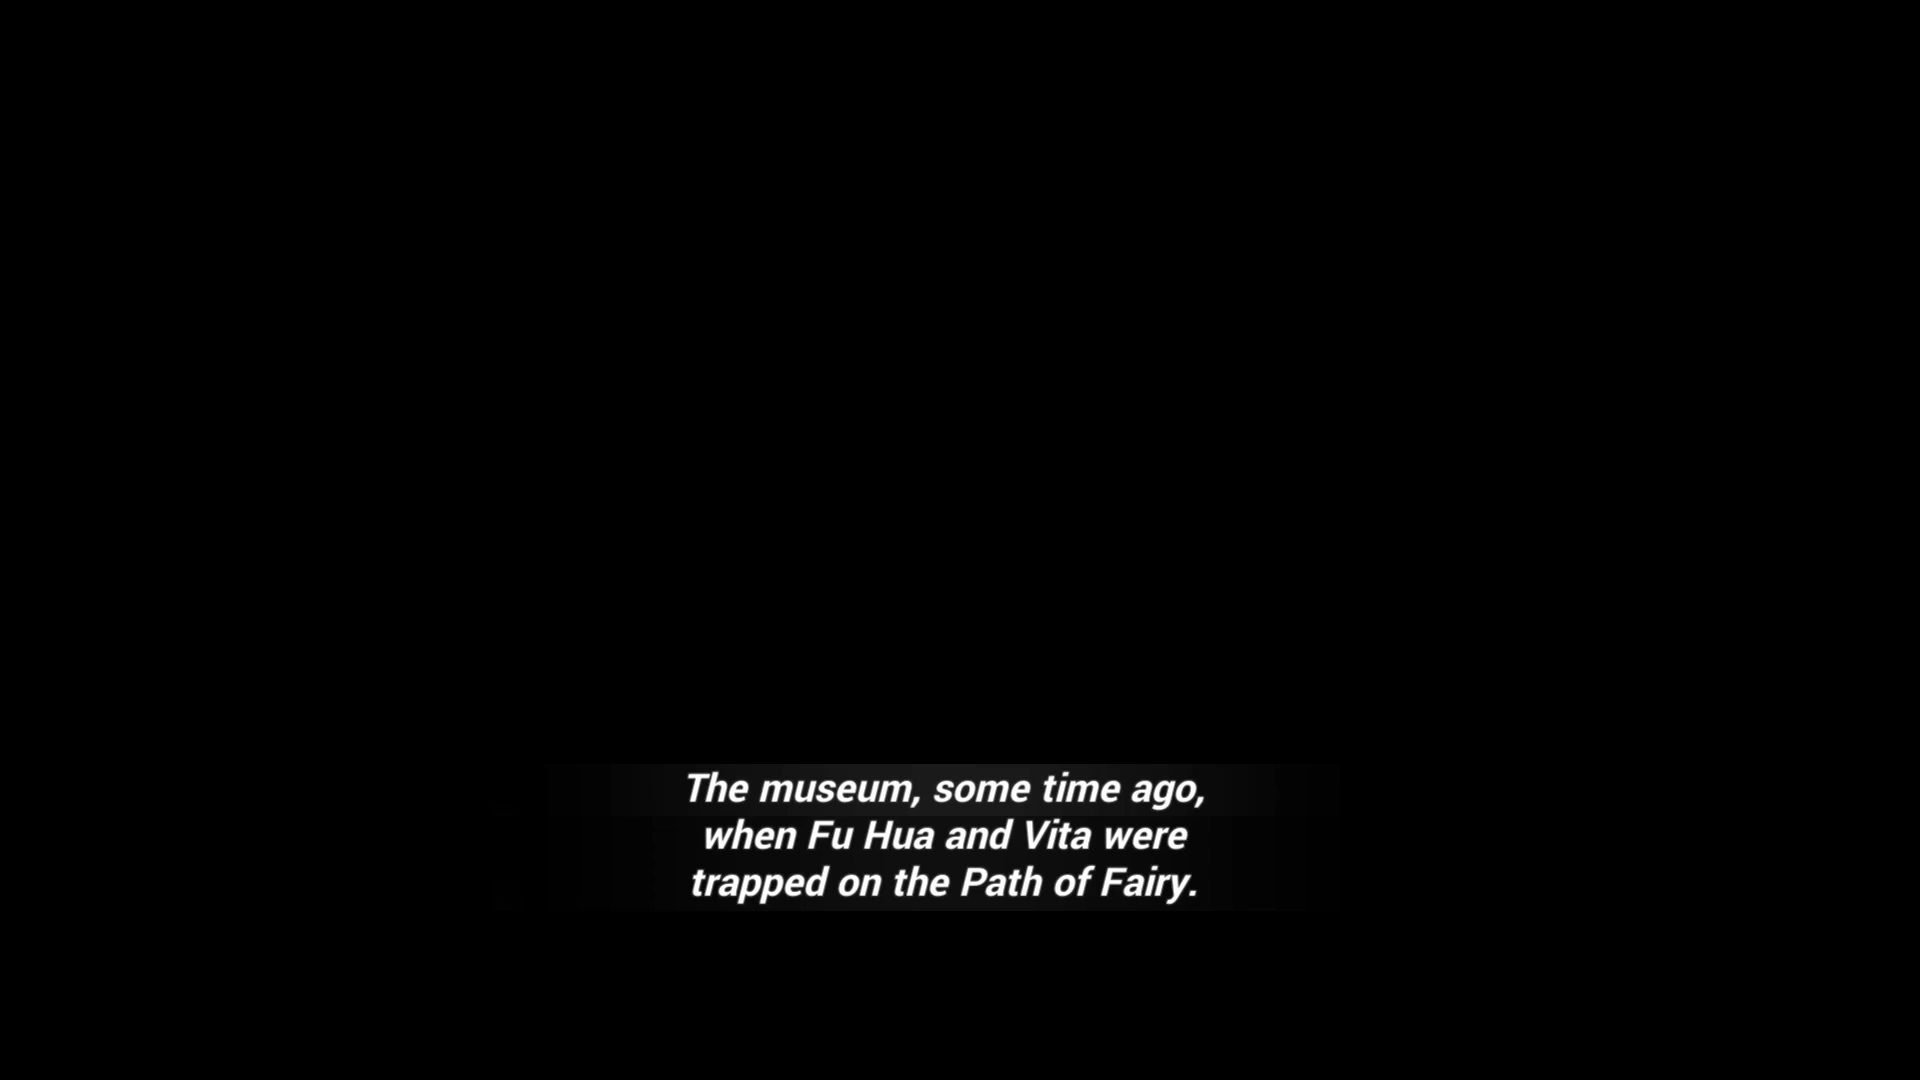 The museum, some time ago,
when Fu Hua and Vita were
trapped on the Path of Fairy.